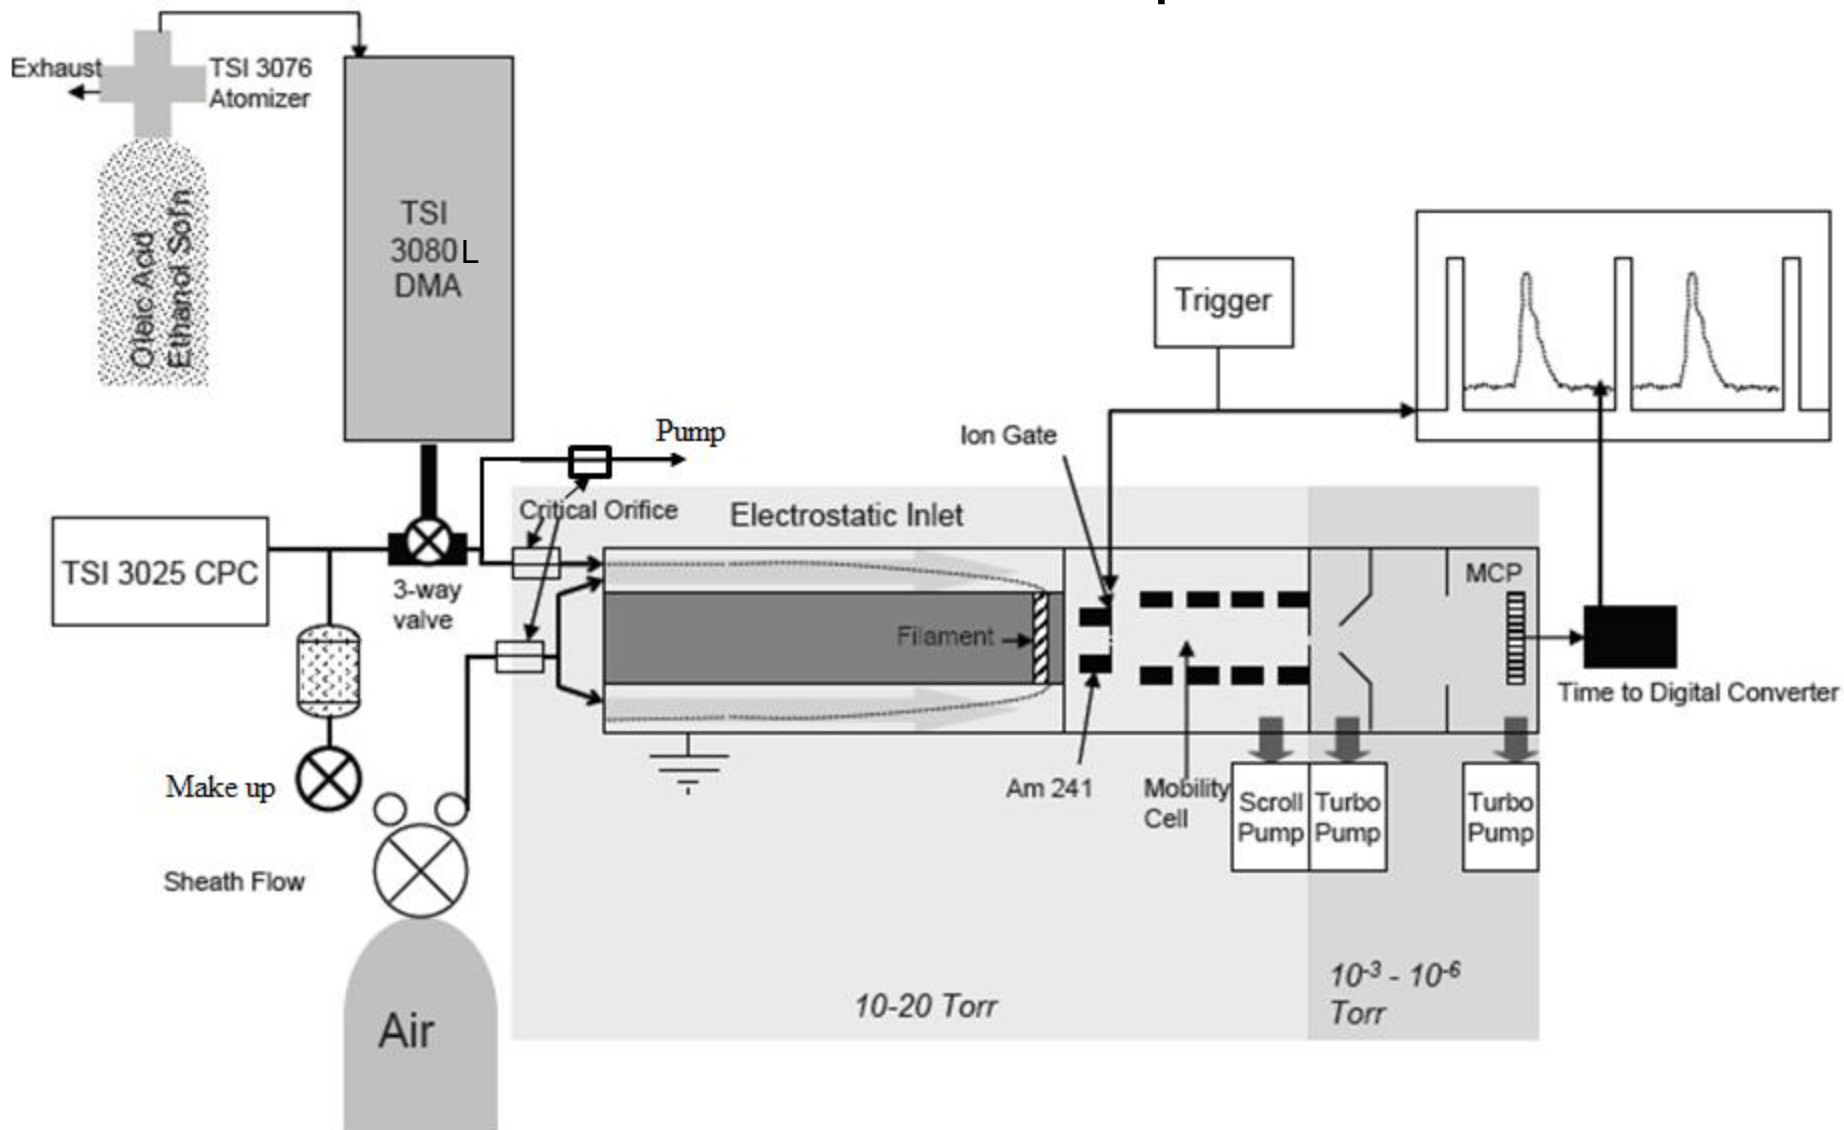 Exhaust
TSI 3076
Atomizer
Oleic Acid
Ethanol Sol'n
TSI
3080L
DMA
Trigger
Pump
Ion Gate
Critical Orifice
Electrostatic Inlet
TSI 3025 CPC
3-way
valve
Filament
MCP
Time to Digital Converter
Make up
Am 241
Mobility
Cell
Scroll
Pump
Turbo
Pump
Turbo
Pump
Sheath Flow
10-20 Torr
10-3 - 10-6
Torr
Air